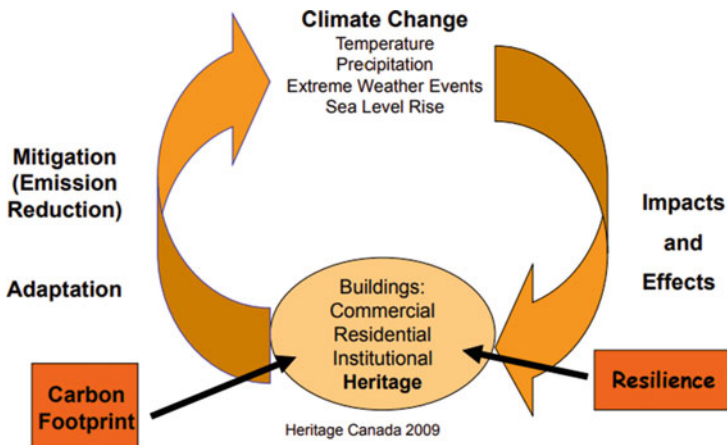 Climate Change
Temperature
Precipitation
Extreme Weather Events
Sea Level Rise
Mitigation
(Emission
Reduction)
Adaptation
Impacts
and
Effects
Buildings:
Commercial
Residential
Institutional
Heritage
Carbon
Footprint
Resilience
Heritage Canada 2009